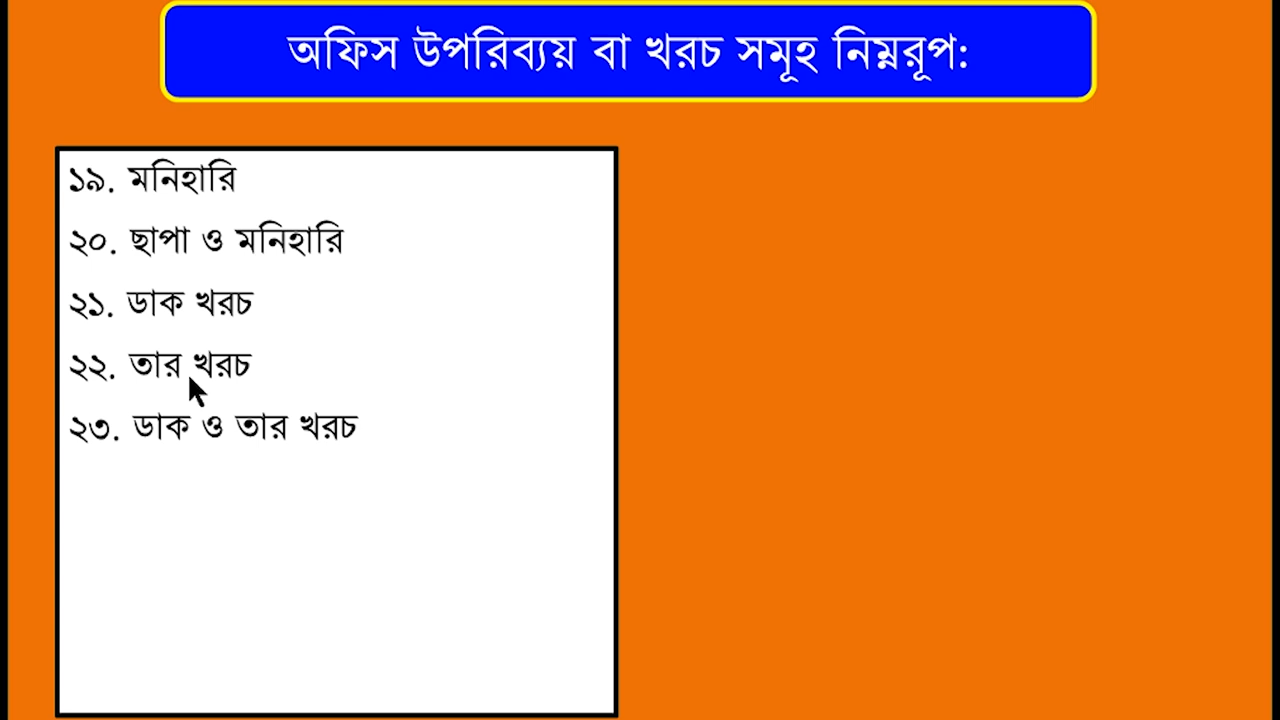 অফিস উপরিব্যয় বা খরচ সমূহ নিম্নরূপ:
১৯. মনিহারি
২০. ছাপা ও মনিহারি
২১. ডাক খরচ
২২. তার খরচ
২৩. ডাক ও তার খরচ